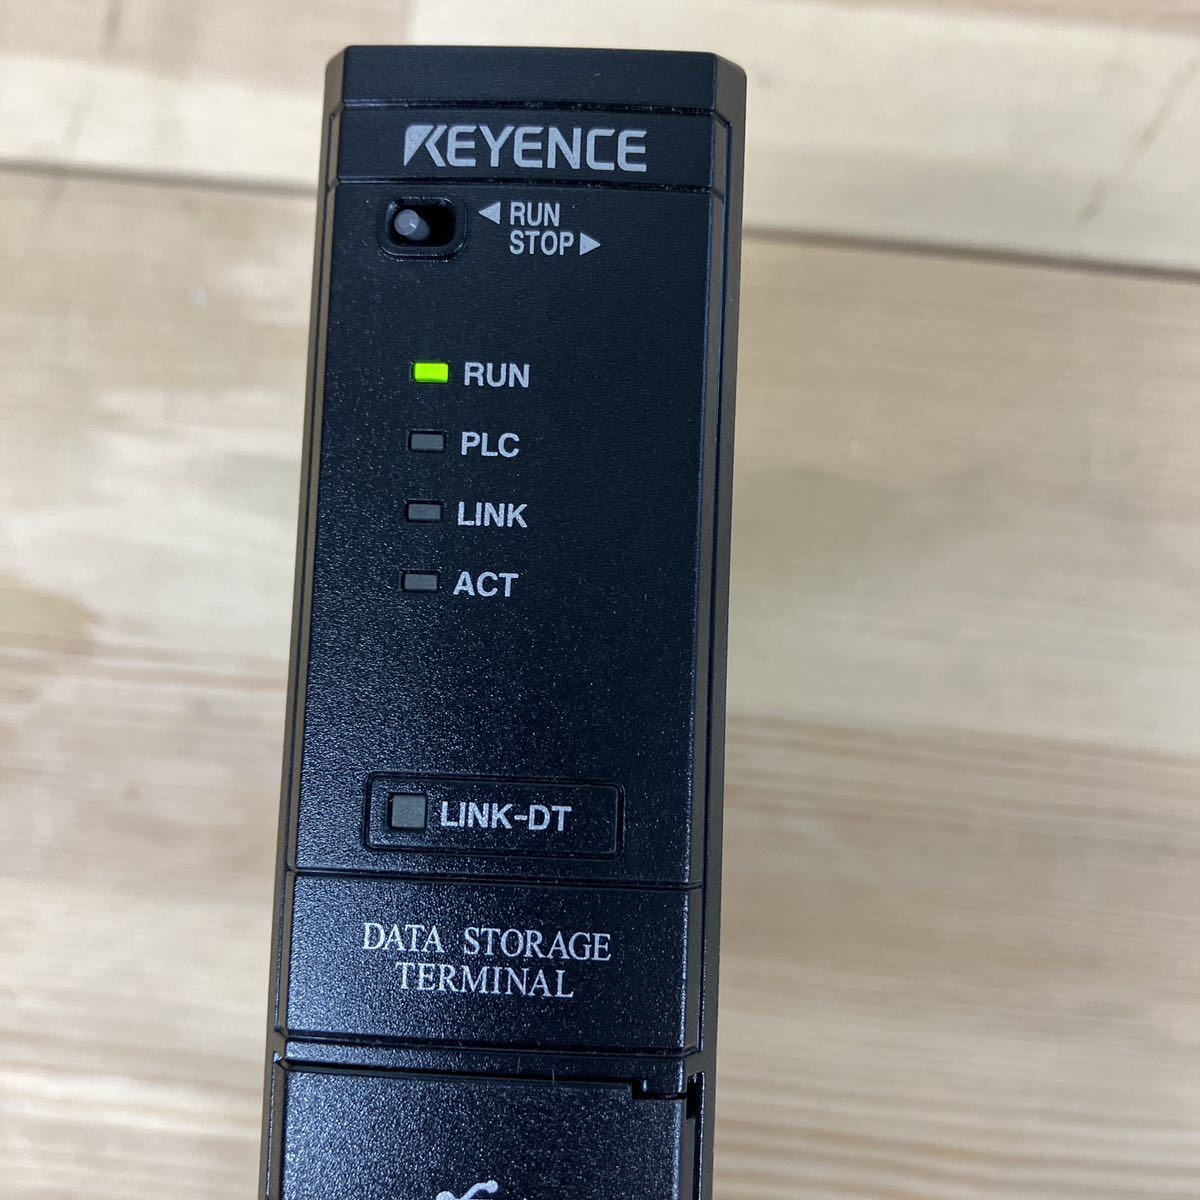 KEYENCE
◀ RUN
STOP ▶
RUN
PLC
LINK
ACT
LINK-DT
DATA STORAGE
TERMINAL